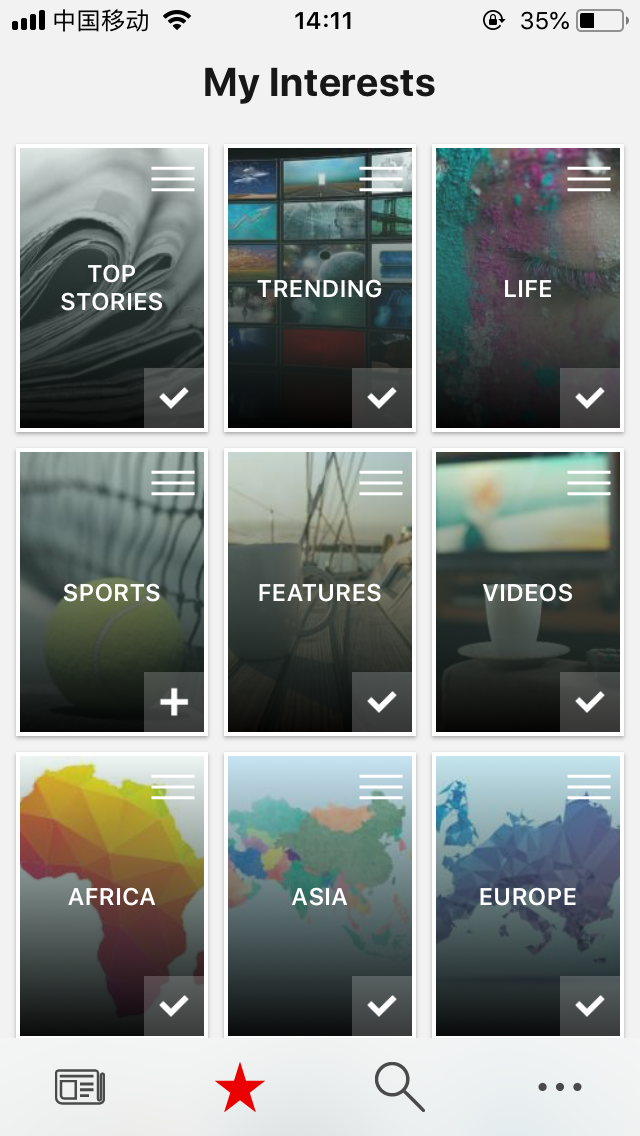 中国移动 14:11 35%
My Interests
TOP
STORIES
TRENDING
LIFE
SPORTS
FEATURES
VIDEOS
AFRICA
ASIA
EUROPE